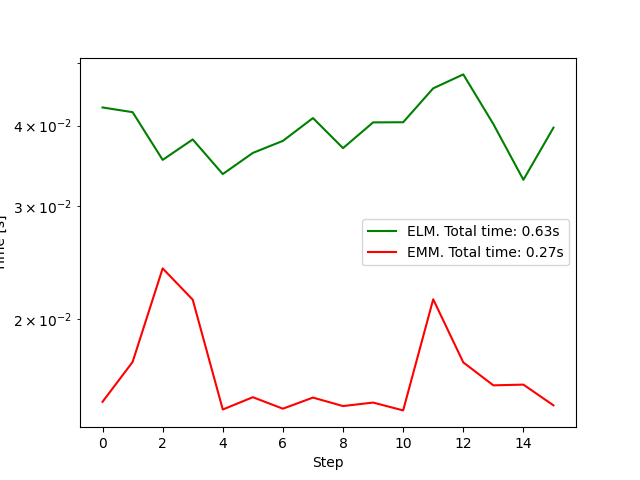 4 × 10⁻²
3 × 10⁻²
2 × 10⁻²
ELM. Total time: 0.63s
EMM. Total time: 0.27s
0 2 4 6 8 10 12 14
Step